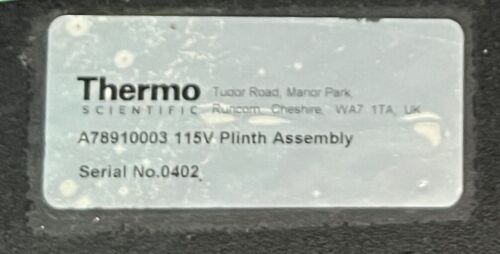 Thermo
SCIENTIFIC
Tudor Road, Manor Park,
Runcorn, Cheshire, WA7 1TA, UK
A78910003 115V Plinth Assembly
Serial No.0402